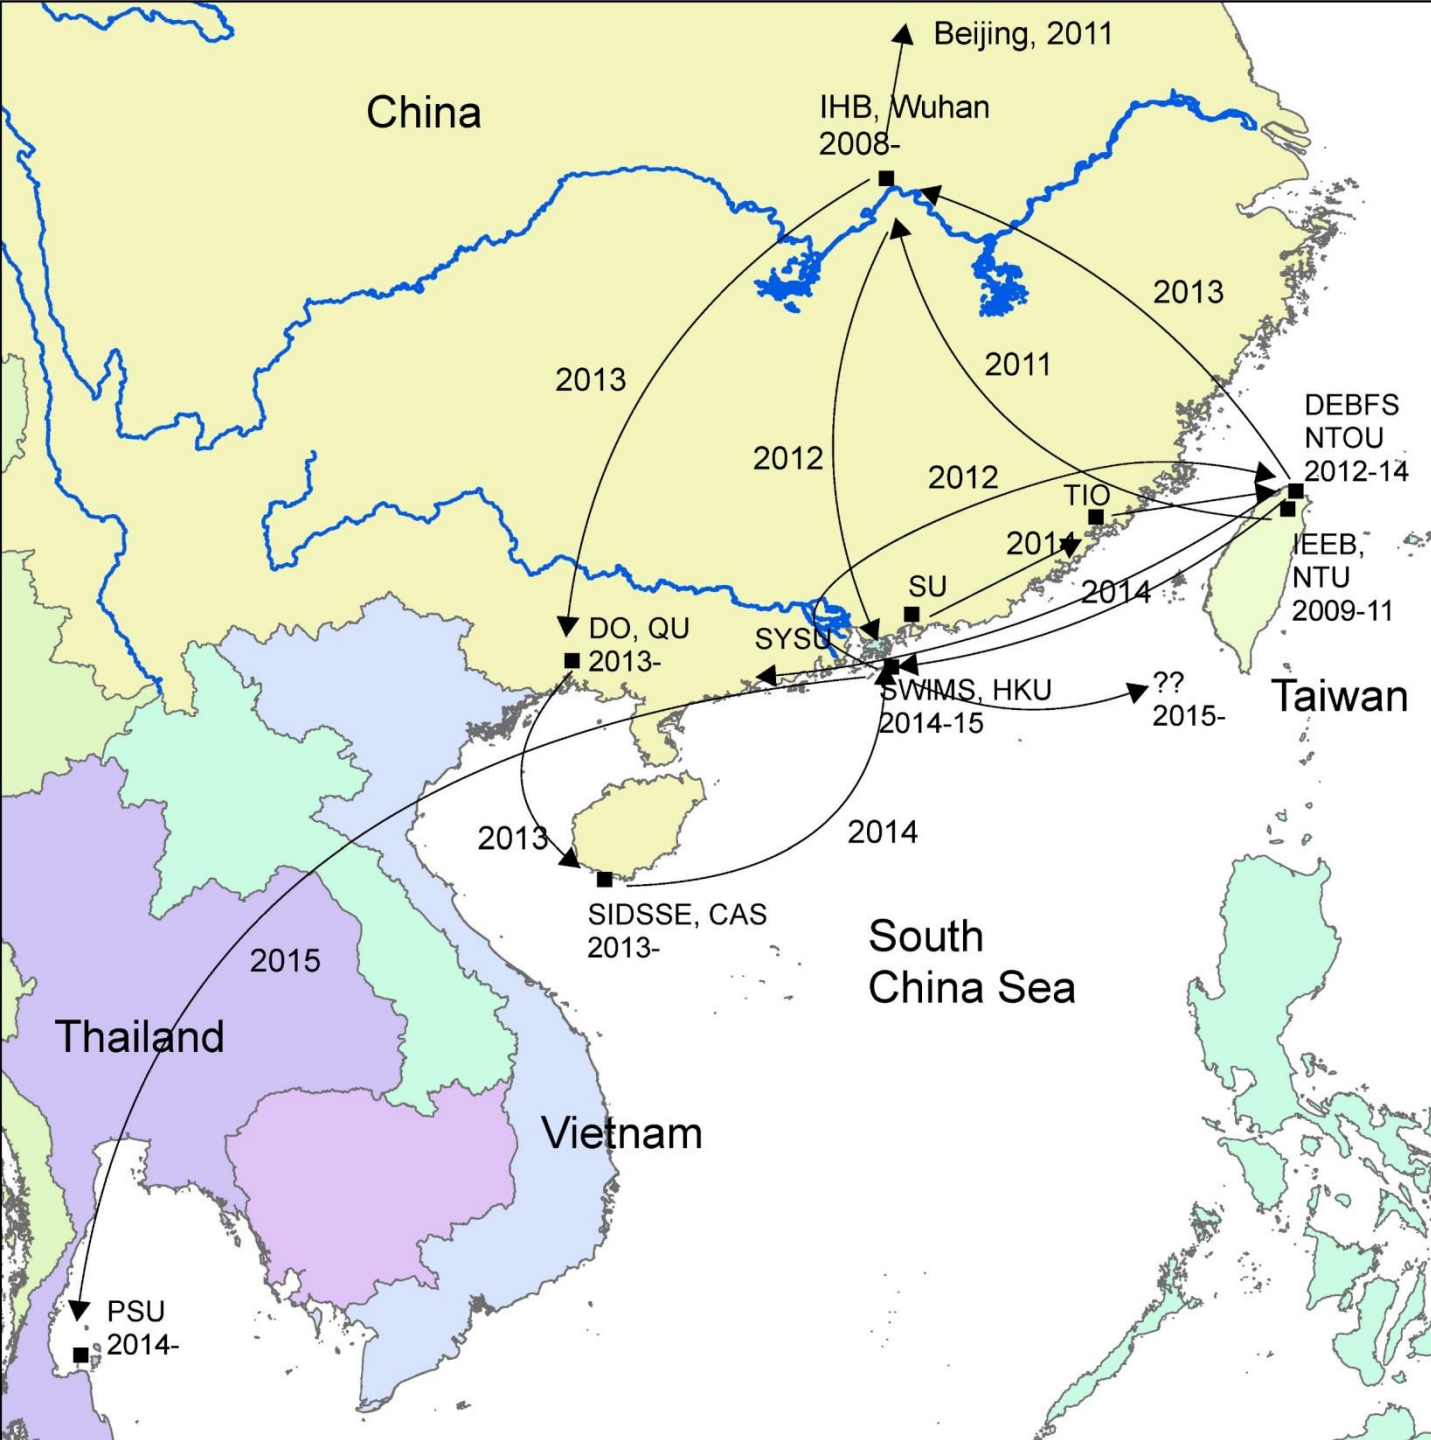 Beijing, 2011
China
IHB, Wuhan
2008-
2013
2011
2013
DEBFS
NTOU
2012-14
2012
2012
TIO
2014
IEEB,
NTU
2009-11
SU
2014
DO, QU
2013-
SYSU
SWIMS, HKU
2014-15
??
2015-
Taiwan
2013
2014
SIDSSE, CAS
2013-
South
China Sea
2015
Thailand
Vietnam
PSU
2014-